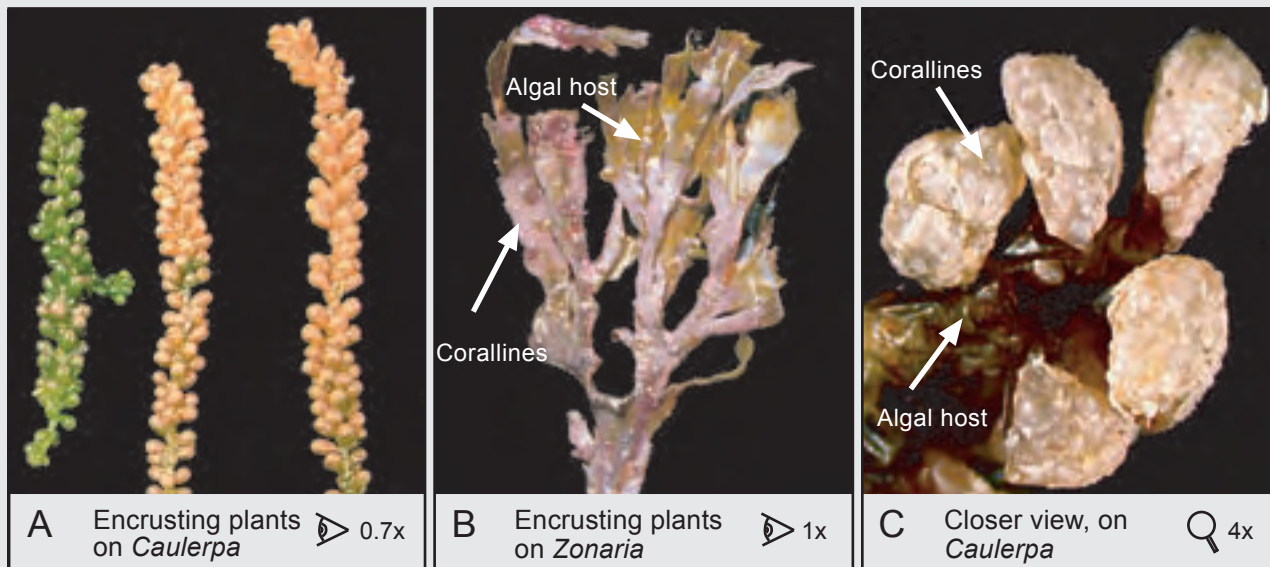 A
Encrusting plants
on Caulerpa
0.7x
Algal host
Corallines
B
Encrusting plants
on Zonaria
1x
Corallines
Algal host
C
Closer view, on
Caulerpa
4x